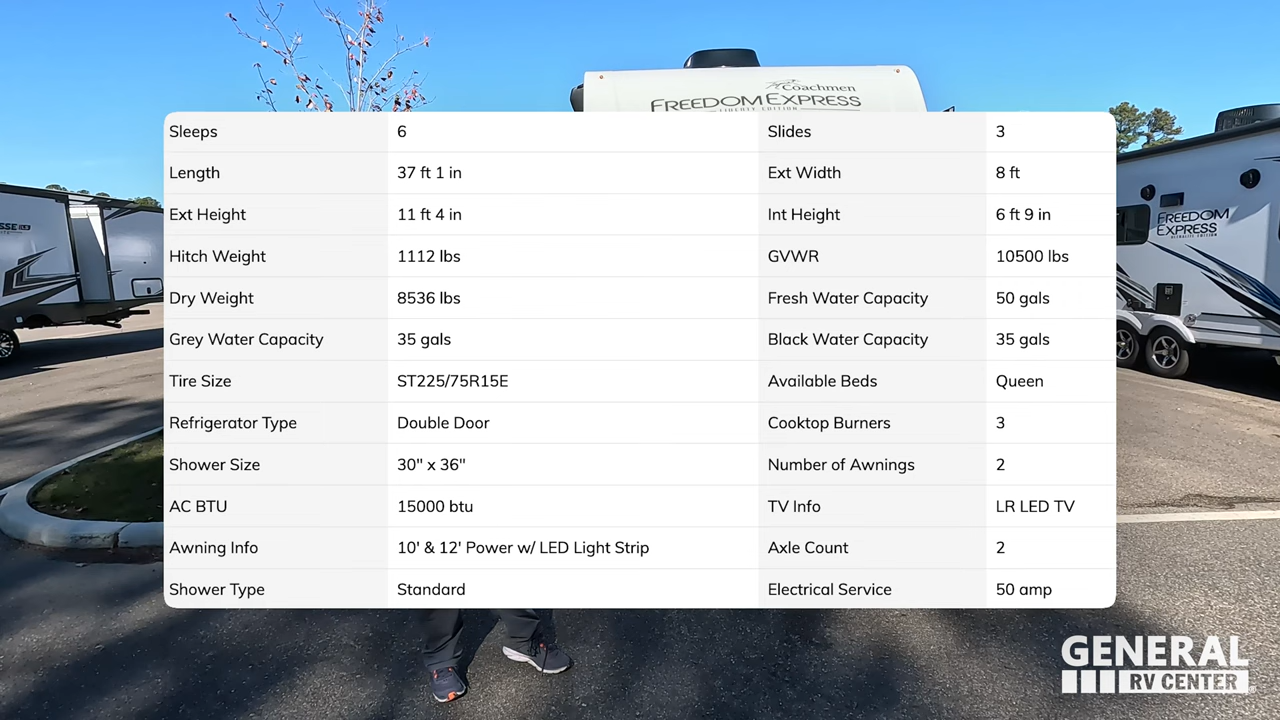 Coachmen
FREEDOM EXPRESS
LIBERTY EDITION
Sleeps 6 Slides 3
Length 37 ft 1 in Ext Width 8 ft
Ext Height 11 ft 4 in Int Height 6 ft 9 in
Hitch Weight 1112 lbs GVWR 10500 lbs
Dry Weight 8536 lbs Fresh Water Capacity 50 gals
Grey Water Capacity 35 gals Black Water Capacity 35 gals
Tire Size ST225/75R15E Available Beds Queen
Refrigerator Type Double Door Cooktop Burners 3
Shower Size 30" x 36" Number of Awnings 2
AC BTU 15000 btu TV Info LR LED TV
Awning Info 10' & 12' Power w/ LED Light Strip Axle Count 2
Shower Type Standard Electrical Service 50 amp
FREEDOM
EXPRESS
ULTRALITE EDITION
GENERAL
RV CENTER